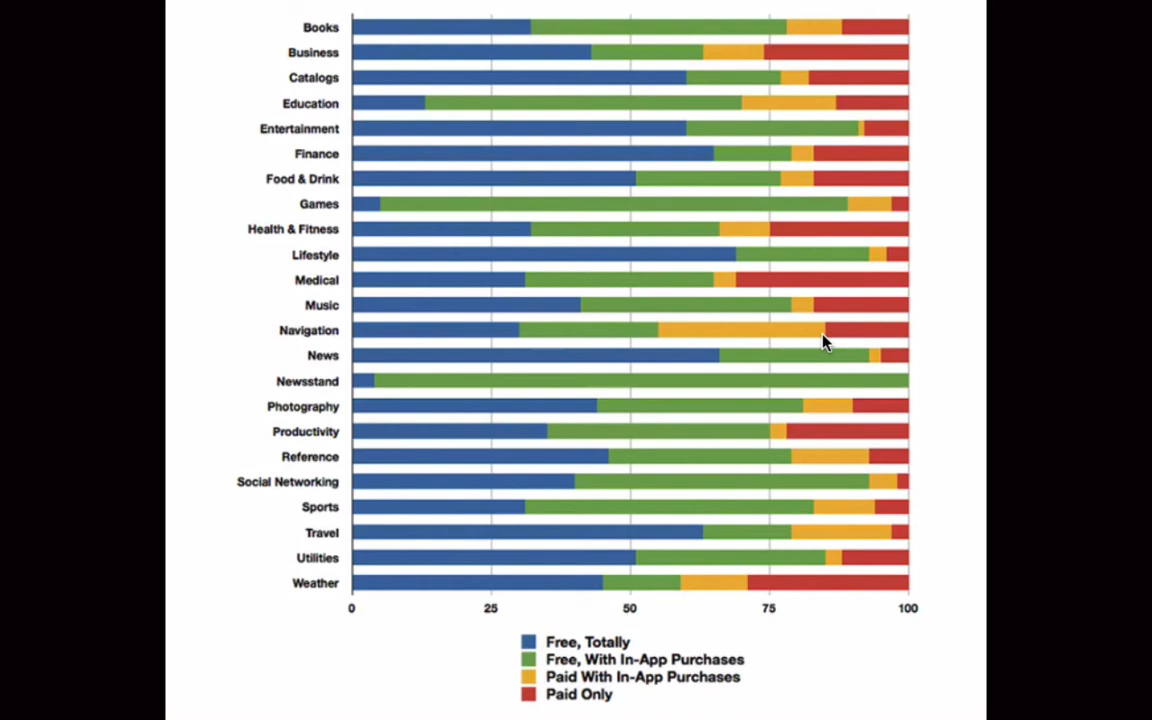 Books
Business
Catalogs
Education
Entertainment
Finance
Food & Drink
Games
Health & Fitness
Lifestyle
Medical
Music
Navigation
News
Newsstand
Photography
Productivity
Reference
Social Networking
Sports
Travel
Utilities
Weather
0 25 50 75 100
Free, Totally
Free, With In-App Purchases
Paid With In-App Purchases
Paid Only